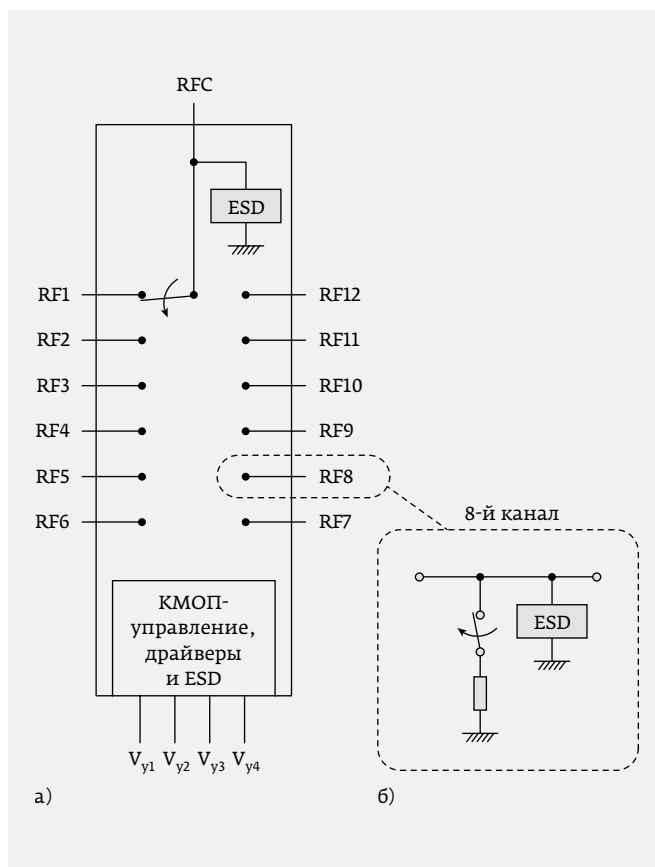 RFC
ESD
RF1
RF12
RF2
RF11
RF3
RF10
RF4
RF9
RF5
RF8
RF6
RF7
8-й канал
ESD
КМОП-
управление,
драйверы
и ESD
Vу1 Vу2 Vу3 Vу4
а)
б)